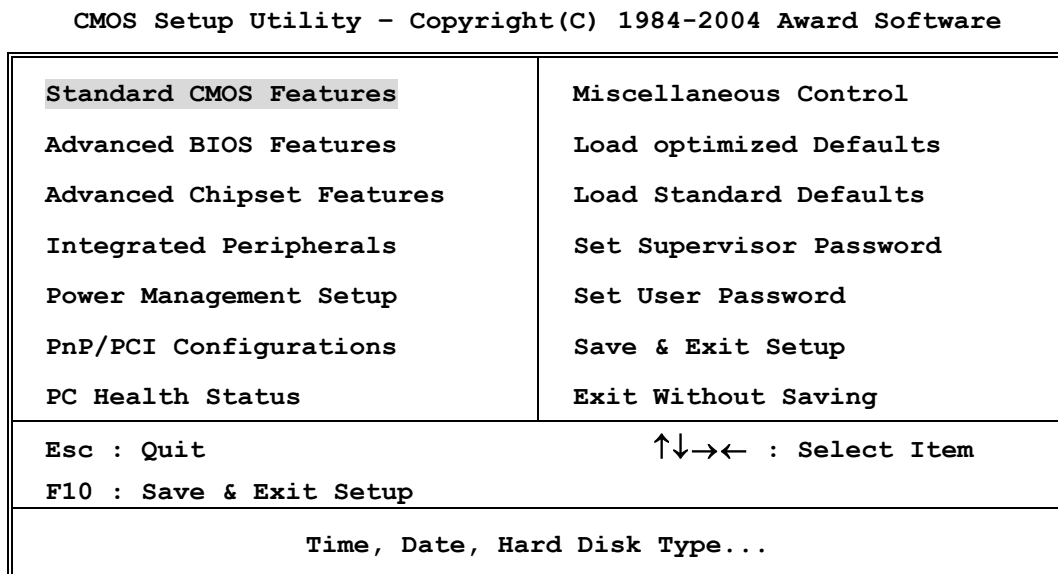 CMOS Setup Utility – Copyright(C) 1984-2004 Award Software
Standard CMOS Features
Advanced BIOS Features
Advanced Chipset Features
Integrated Peripherals
Power Management Setup
PnP/PCI Configurations
PC Health Status
Miscellaneous Control
Load optimized Defaults
Load Standard Defaults
Set Supervisor Password
Set User Password
Save & Exit Setup
Exit Without Saving
Esc : Quit
↑↓→← : Select Item
F10 : Save & Exit Setup
Time, Date, Hard Disk Type...